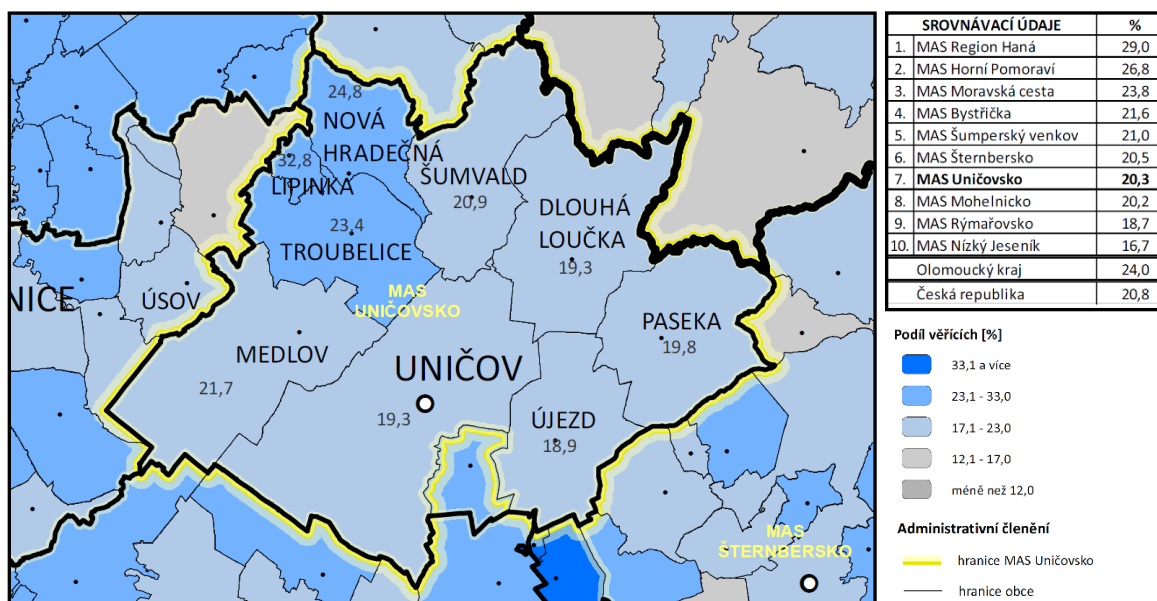 24,8
NOVÁ
HRADEČNÁ
32,8
LIPINKA
ŠUMVALD
20,9
23,4
TROUBELICE
DLOUHÁ
LOUČKA
19,3
NICE
ÚSOV
MAS
UNIČOVSKO
MEDLOV
21,7
UNIČOV
19,3
PASEKA
19,8
ÚJEZD
18,9
MAS
ŠTERNBERSKO
SROVNÁVACÍ ÚDAJE %
1. MAS Region Haná 29,0
2. MAS Horní Pomoraví 26,8
3. MAS Moravská cesta 23,8
4. MAS Bystřička 21,6
5. MAS Šumperský venkov 21,0
6. MAS Šternbersko 20,5
7. MAS Uničovsko 20,3
8. MAS Mohelnicko 20,2
9. MAS Rýmařovsko 18,7
10. MAS Nízký Jeseník 16,7
Olomoucký kraj 24,0
Česká republika 20,8
Podíl věřících [%]
33,1 a více
23,1 - 33,0
17,1 - 23,0
12,1 - 17,0
méně než 12,0
Administrativní členění
hranice MAS Uničovsko
hranice obce